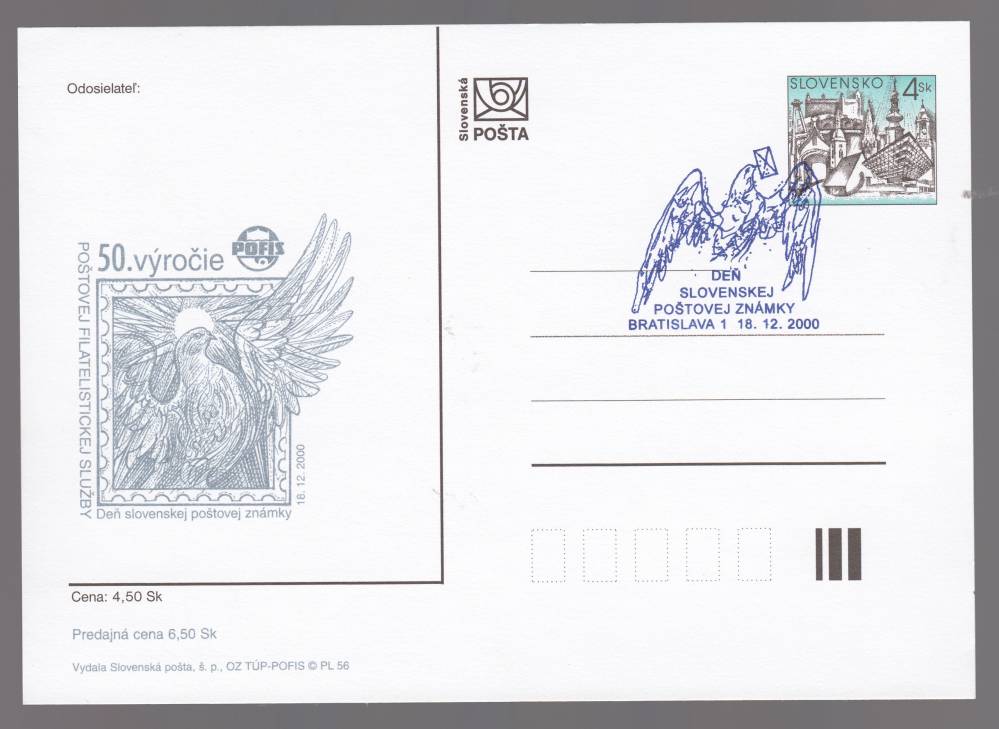 Odosielateľ:
50.výročie
POFIS
POŠTOVEJ FILATELISTICKEJ SLUŽBY
18. 12. 2000
Deň slovenskej poštovej známky
Cena: 4,50 Sk
Predajná cena 6,50 Sk
Vydala Slovenská pošta, š. p., OZ TÚP-POFIS © PL 56
Slovenská
POŠTA
SLOVENSKO 4Sk
DEŇ
SLOVENSKEJ
POŠTOVEJ ZNÁMKY
BRATISLAVA 1 18. 12. 2000